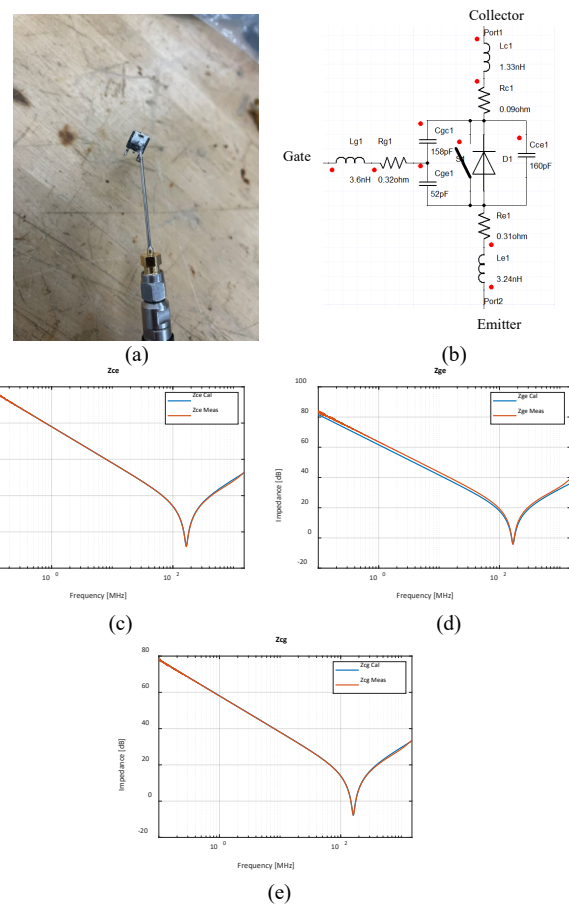 Collector
Port1
Lc1
1.33nH
Rc1
0.09ohm
Cgc1
158pF
S1
D1
Cce1
160pF
Lg1
Rg1
Gate
3.6nH
0.32ohm
Cge1
52pF
Re1
0.31ohm
Le1
3.24nH
Port2
Emitter
(a)
(b)
Zce
Zce Cal
Zce Meas
10 0
10 2
Frequency [MHz]
(c)
Zge
100
80
60
40
20
0
-20
Impedance [dB]
Zge Cal
Zge Meas
10 0
10 2
Frequency [MHz]
(d)
Zcg
80
60
40
20
0
-20
Impedance [dB]
Zcg Cal
Zcg Meas
10 0
10 2
Frequency [MHz]
(e)